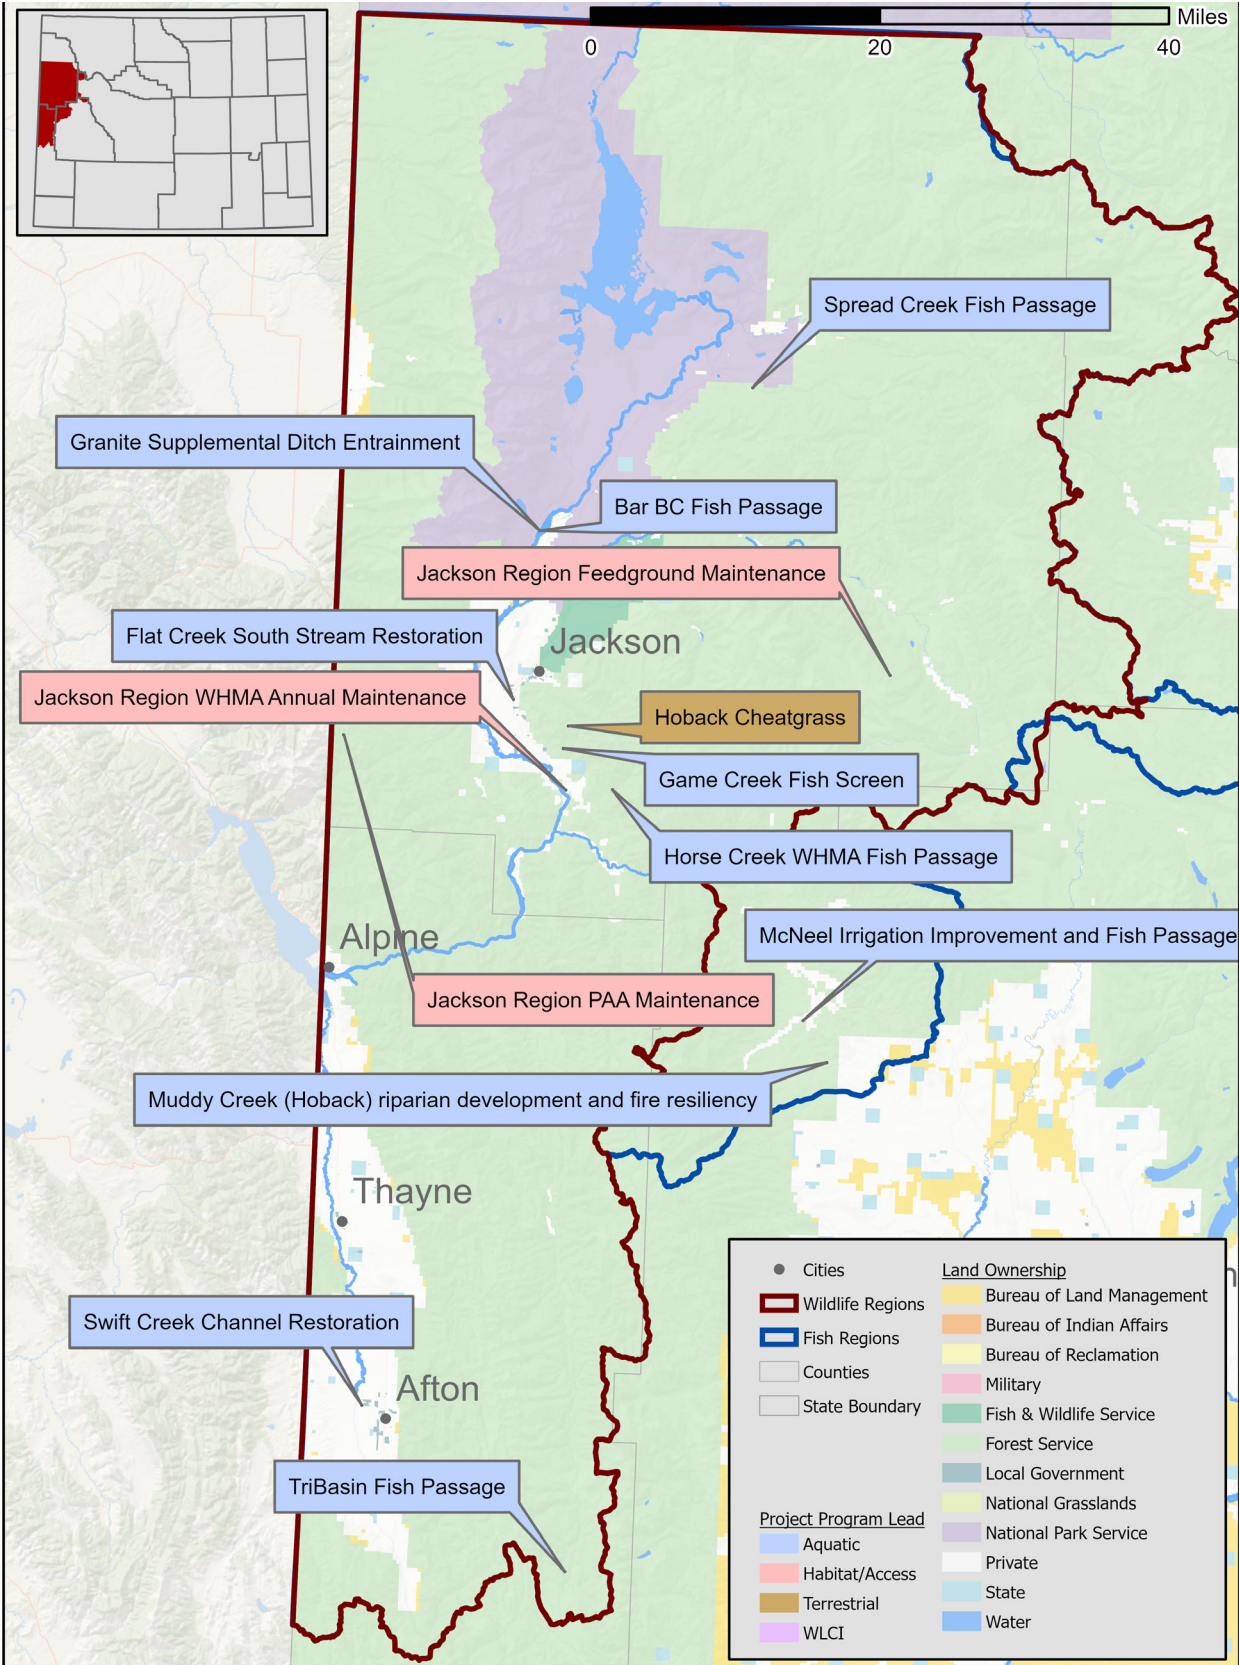 Miles
0
20
40
Spread Creek Fish Passage
Granite Supplemental Ditch Entrainment
Bar BC Fish Passage
Jackson Region Feedground Maintenance
Flat Creek South Stream Restoration
Jackson
Jackson Region WHMA Annual Maintenance
Hoback Cheatgrass
Game Creek Fish Screen
Horse Creek WHMA Fish Passage
McNeel Irrigation Improvement and Fish Passage
Alpine
Jackson Region PAA Maintenance
Muddy Creek (Hoback) riparian development and fire resiliency
Thayne
Swift Creek Channel Restoration
Afton
TriBasin Fish Passage
Cities
Wildlife Regions
Fish Regions
Counties
State Boundary
Project Program Lead
Aquatic
Habitat/Access
Terrestrial
WLCI
Land Ownership
Bureau of Land Management
Bureau of Indian Affairs
Bureau of Reclamation
Military
Fish & Wildlife Service
Forest Service
Local Government
National Grasslands
National Park Service
Private
State
Water